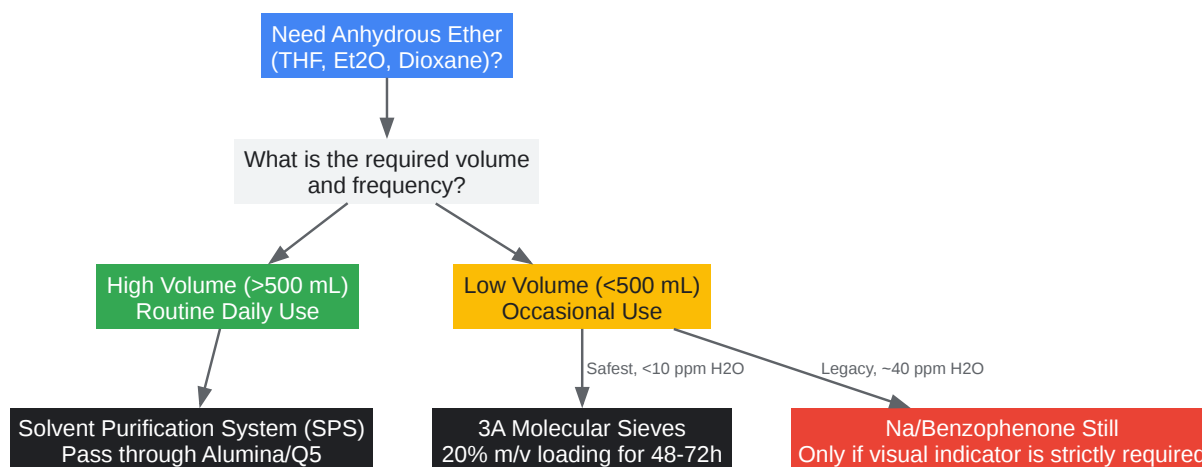 Need Anhydrous Ether
(THF, Et2O, Dioxane)?
What is the required volume
and frequency?
High Volume (>500 mL)
Routine Daily Use
Low Volume (<500 mL)
Occasional Use
Safest, <10 ppm H2O
Legacy, ~40 ppm H2O
Solvent Purification System (SPS)
Pass through Alumina/Q5
3A Molecular Sieves
20% m/v loading for 48-72h
Na/Benzophenone Still
Only if visual indicator is strictly required